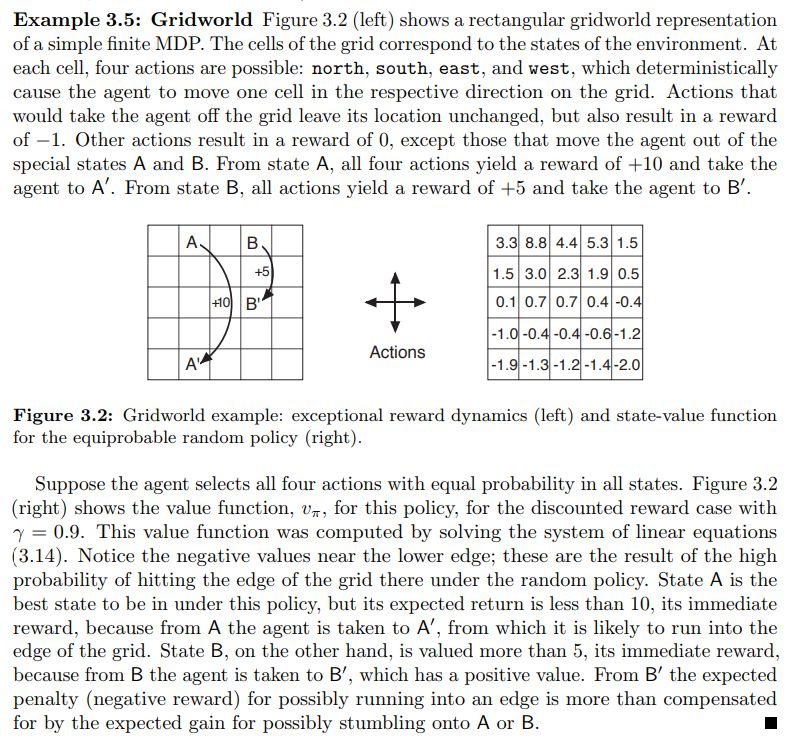 Example 3.5: Gridworld Figure 3.2 (left) shows a rectangular gridworld representation
of a simple finite MDP. The cells of the grid correspond to the states of the environment. At
each cell, four actions are possible: north, south, east, and west, which deterministically
cause the agent to move one cell in the respective direction on the grid. Actions that
would take the agent off the grid leave its location unchanged, but also result in a reward
of −1. Other actions result in a reward of 0, except those that move the agent out of the
special states A and B. From state A, all four actions yield a reward of +10 and take the
agent to A′. From state B, all actions yield a reward of +5 and take the agent to B′.
A B
+5
+10 B'
A'
Actions
3.3 8.8 4.4 5.3 1.5
1.5 3.0 2.3 1.9 0.5
0.1 0.7 0.7 0.4 -0.4
-1.0 -0.4 -0.4 -0.6 -1.2
-1.9 -1.3 -1.2 -1.4 -2.0
Figure 3.2: Gridworld example: exceptional reward dynamics (left) and state-value function
for the equiprobable random policy (right).
Suppose the agent selects all four actions with equal probability in all states. Figure 3.2
(right) shows the value function, vπ, for this policy, for the discounted reward case with
γ = 0.9. This value function was computed by solving the system of linear equations
(3.14). Notice the negative values near the lower edge; these are the result of the high
probability of hitting the edge of the grid there under the random policy. State A is the
best state to be in under this policy, but its expected return is less than 10, its immediate
reward, because from A the agent is taken to A′, from which it is likely to run into the
edge of the grid. State B, on the other hand, is valued more than 5, its immediate reward,
because from B the agent is taken to B′, which has a positive value. From B′ the expected
penalty (negative reward) for possibly running into an edge is more than compensated
for by the expected gain for possibly stumbling onto A or B.